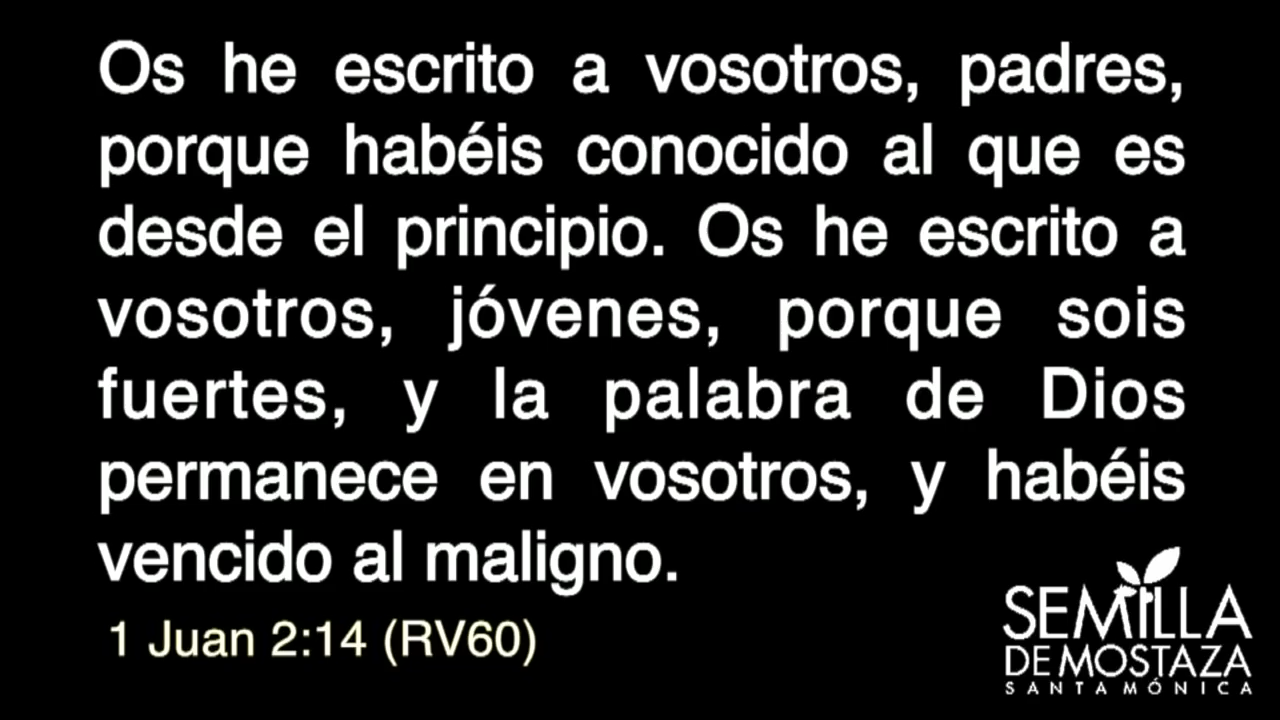 Os he escrito a vosotros, padres,
porque habéis conocido al que es
desde el principio. Os he escrito a
vosotros, jóvenes, porque sois
fuertes, y la palabra de Dios
permanece en vosotros, y habéis
vencido al maligno.
1 Juan 2:14 (RV60)
SEMILLA
DE MOSTAZA
SANTA MÓNICA